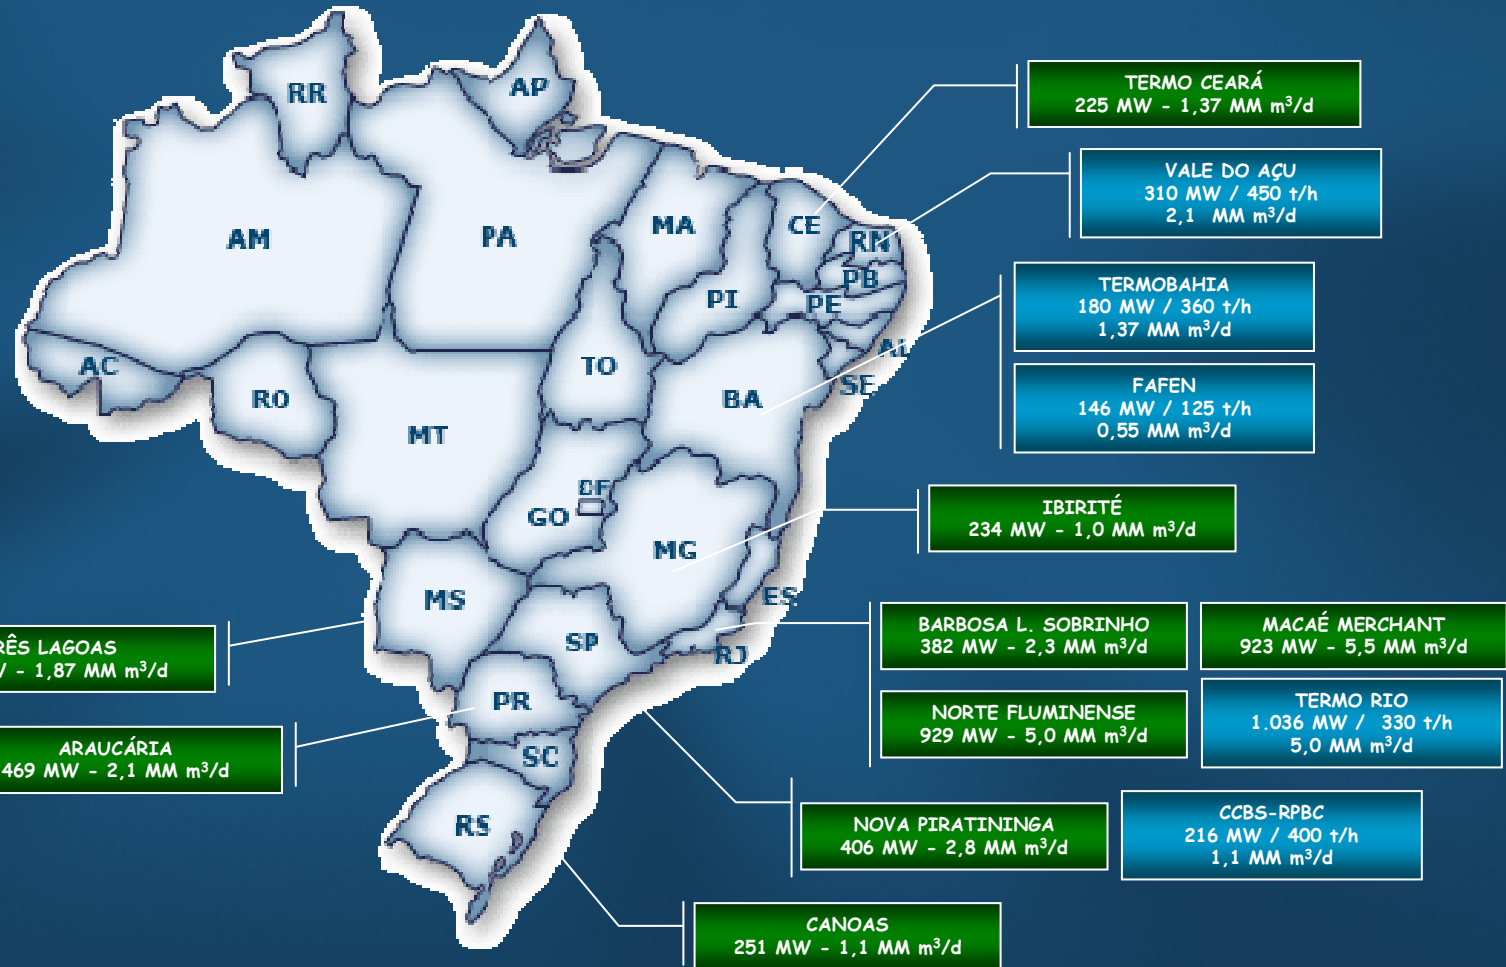 RR
AP
AM
PA
MA
CE
RN
PB
PI
PE
AC
TO
AL
SE
RO
BA
MT
DF
GO
MG
MS
ES
SP
RJ
PR
SC
RS
TERMO CEARÁ
225 MW - 1,37 MM m³/d
VALE DO AÇU
310 MW / 450 t/h
2,1 MM m³/d
TERMOBAHIA
180 MW / 360 t/h
1,37 MM m³/d
FAFEN
146 MW / 125 t/h
0,55 MM m³/d
IBIRITÉ
234 MW - 1,0 MM m³/d
BARBOSA L. SOBRINHO
382 MW - 2,3 MM m³/d
MACAÉ MERCHANT
923 MW - 5,5 MM m³/d
NORTE FLUMINENSE
929 MW - 5,0 MM m³/d
TERMO RIO
1.036 MW / 330 t/h
5,0 MM m³/d
NOVA PIRATININGA
406 MW - 2,8 MM m³/d
CCBS-RPBC
216 MW / 400 t/h
1,1 MM m³/d
CANOAS
251 MW - 1,1 MM m³/d
RÊS LAGOAS
- 1,87 MM m³/d
ARAUCÁRIA
469 MW - 2,1 MM m³/d